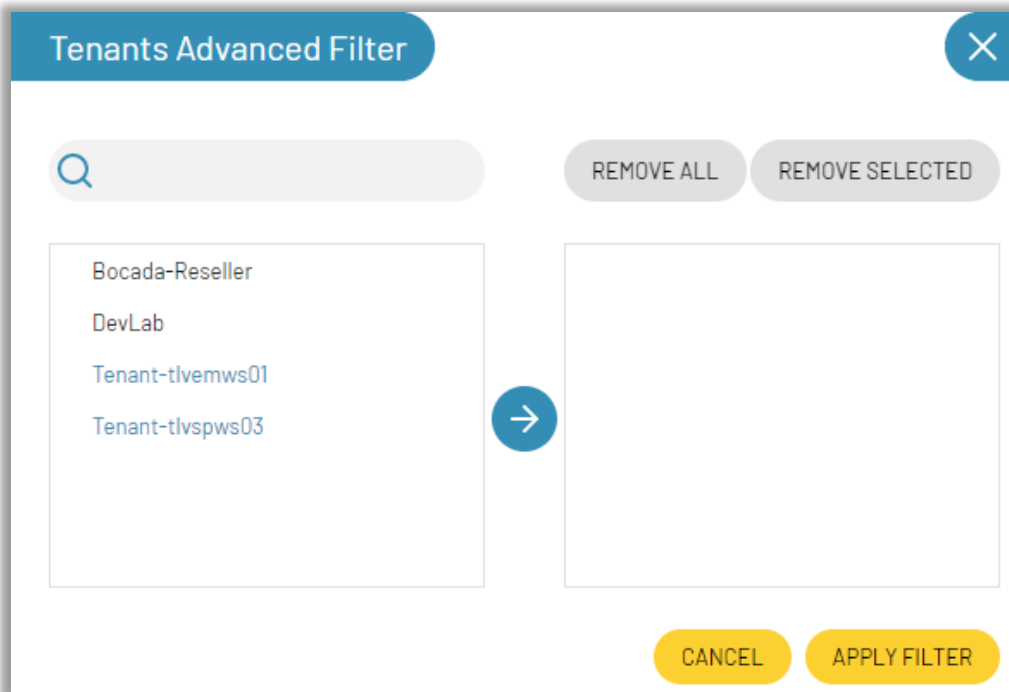 Tenants Advanced Filter
REMOVE ALL REMOVE SELECTED
Bocada-Reseller
DevLab
Tenant-tlvemws01
Tenant-tlvspws03
CANCEL APPLY FILTER